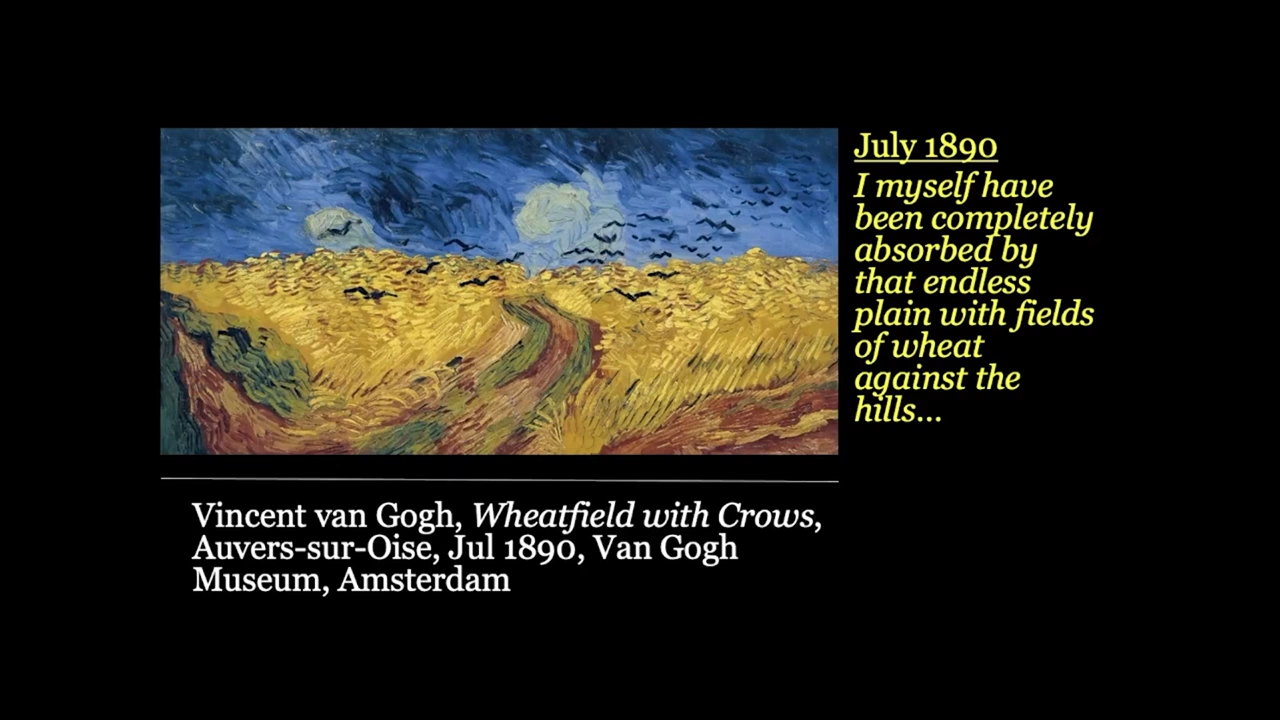 July 1890
I myself have
been completely
absorbed by
that endless
plain with fields
of wheat
against the
hills...
Vincent van Gogh, Wheatfield with Crows,
Auvers-sur-Oise, Jul 1890, Van Gogh
Museum, Amsterdam